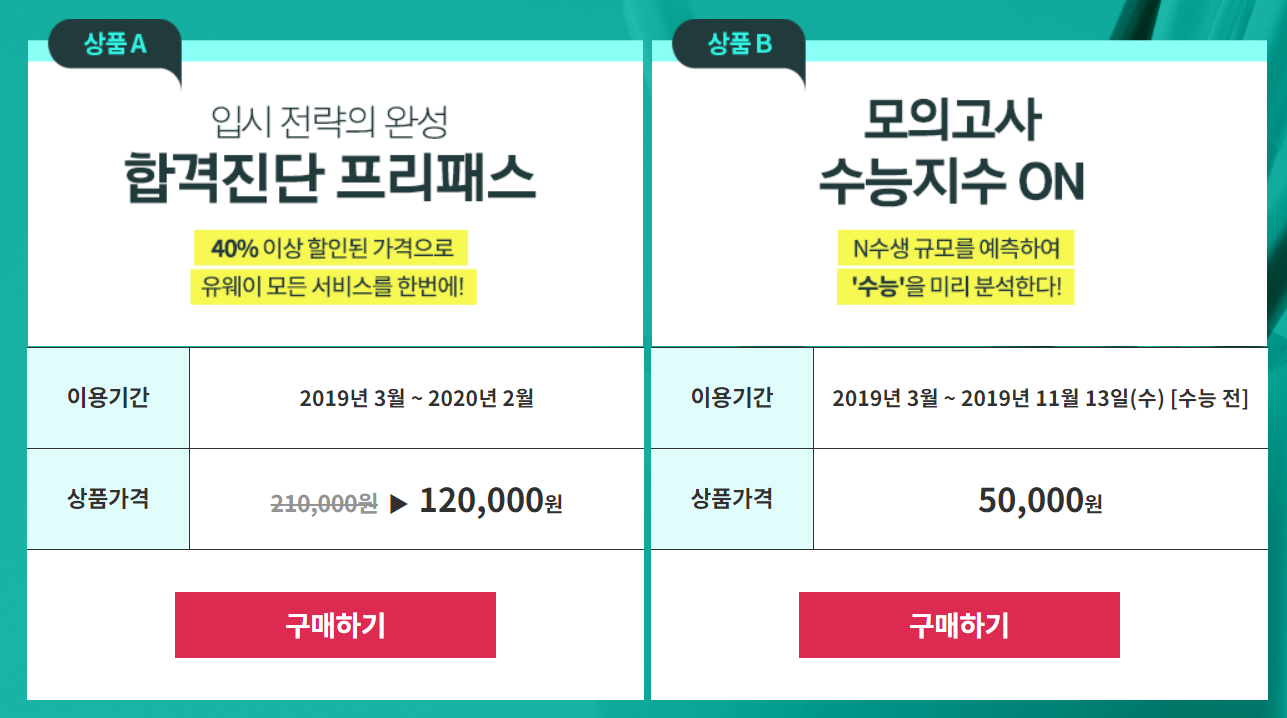 상품 A
입시 전략의 완성
합격진단 프리패스
40% 이상 할인된 가격으로
유웨이 모든 서비스를 한번에!
이용기간
2019년 3월 ~ 2020년 2월
상품가격
210,000원 ▶ 120,000원
구매하기
상품 B
모의고사
수능지수 ON
N수생 규모를 예측하여
'수능'을 미리 분석한다!
이용기간
2019년 3월 ~ 2019년 11월 13일(수) [수능 전]
상품가격
50,000원
구매하기